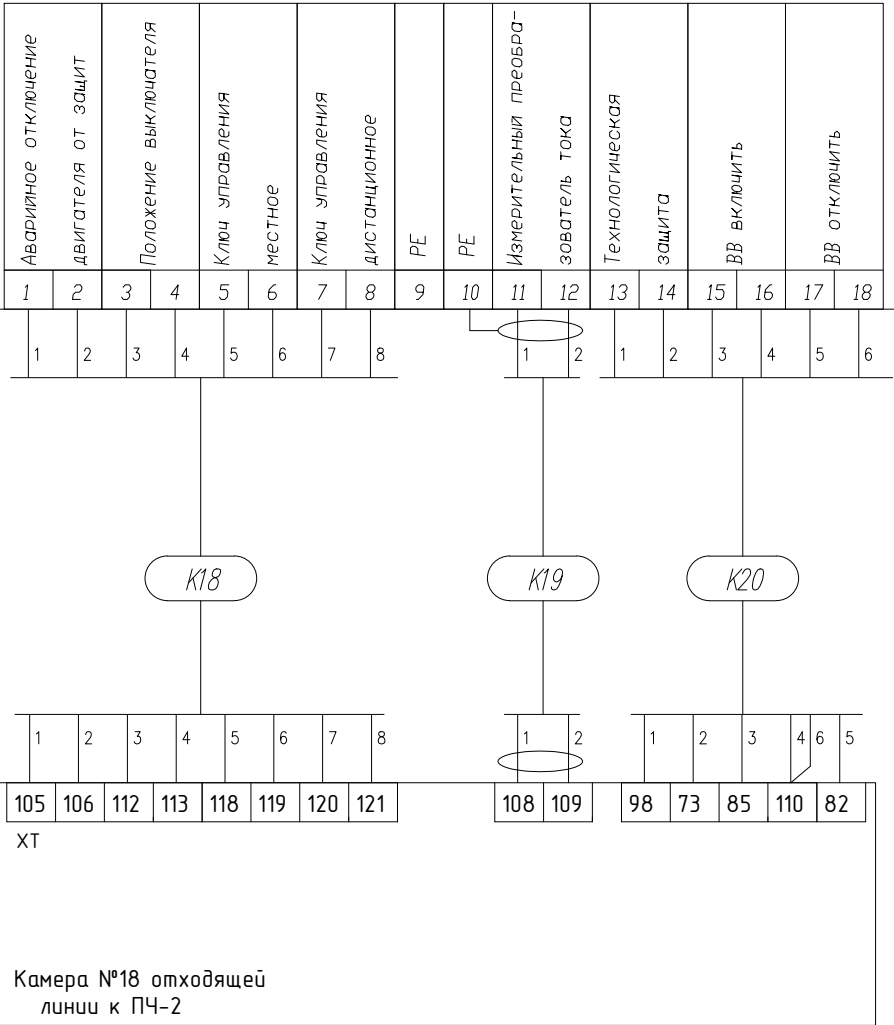 Аварийное отключение
двигателя от защит
Положение выключателя
Ключ управления
местное
Ключ управления
дистанционное
PE
PE
Измерительный преобра-
зователь тока
Технологическая
защита
ВВ включить
ВВ отключить
1 2 3 4 5 6 7 8 9 10 11 12 13 14 15 16 17 18
1 2 3 4 5 6 7 8 1 2 1 2 3 4 5 6
К18 К19 К20
1 2 3 4 5 6 7 8 1 2 1 2 3 4 6 5
105 106 112 113 118 119 120 121 108 109 98 73 85 110 82
XT
Камера №18 отходящей
линии к ПЧ-2